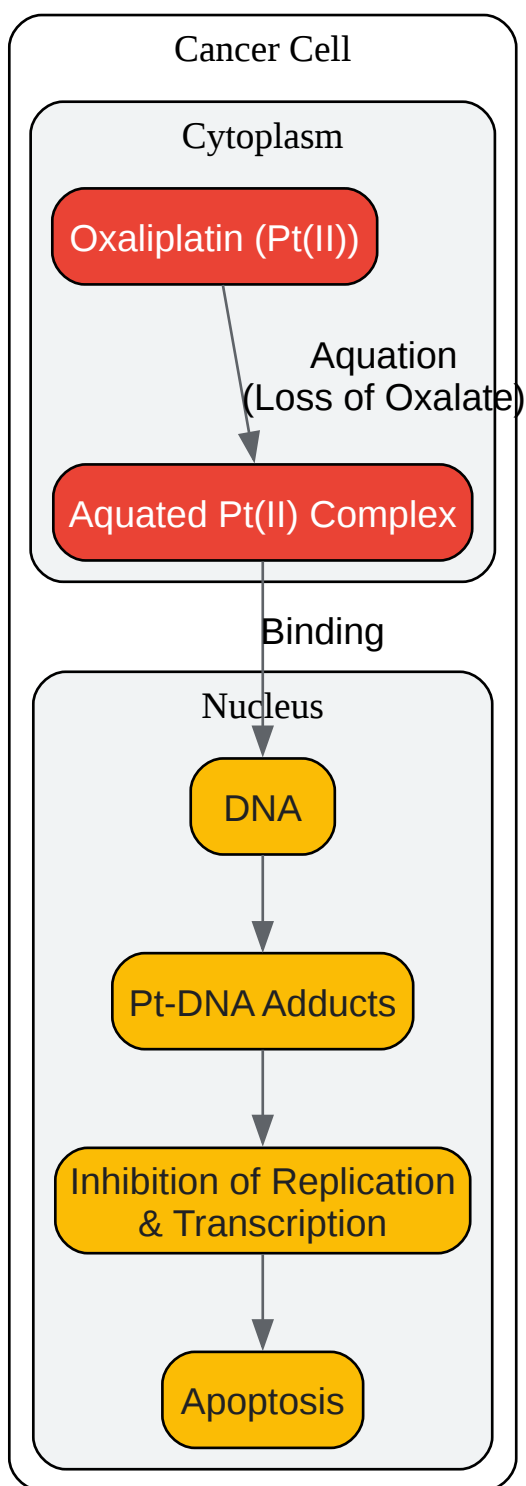 Cancer Cell
Cytoplasm
Oxaliplatin (Pt(II))
Aquation
(Loss of Oxalate)
Aquated Pt(II) Complex
Binding
Nucleus
DNA
Pt-DNA Adducts
Inhibition of Replication
& Transcription
Apoptosis